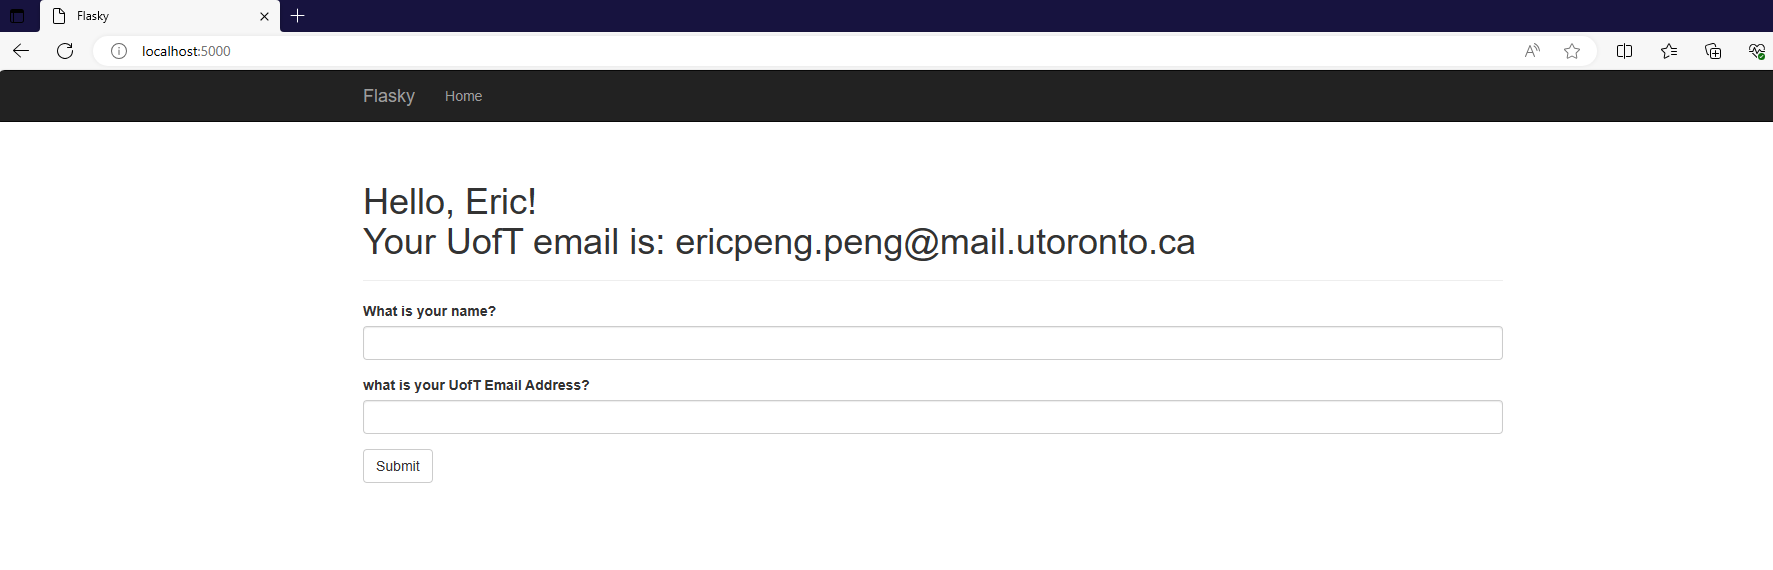 Flasky
localhost:5000
Flasky Home
Hello, Eric!
Your UofT email is: ericpeng.peng@mail.utoronto.ca
What is your name?
what is your UofT Email Address?
Submit